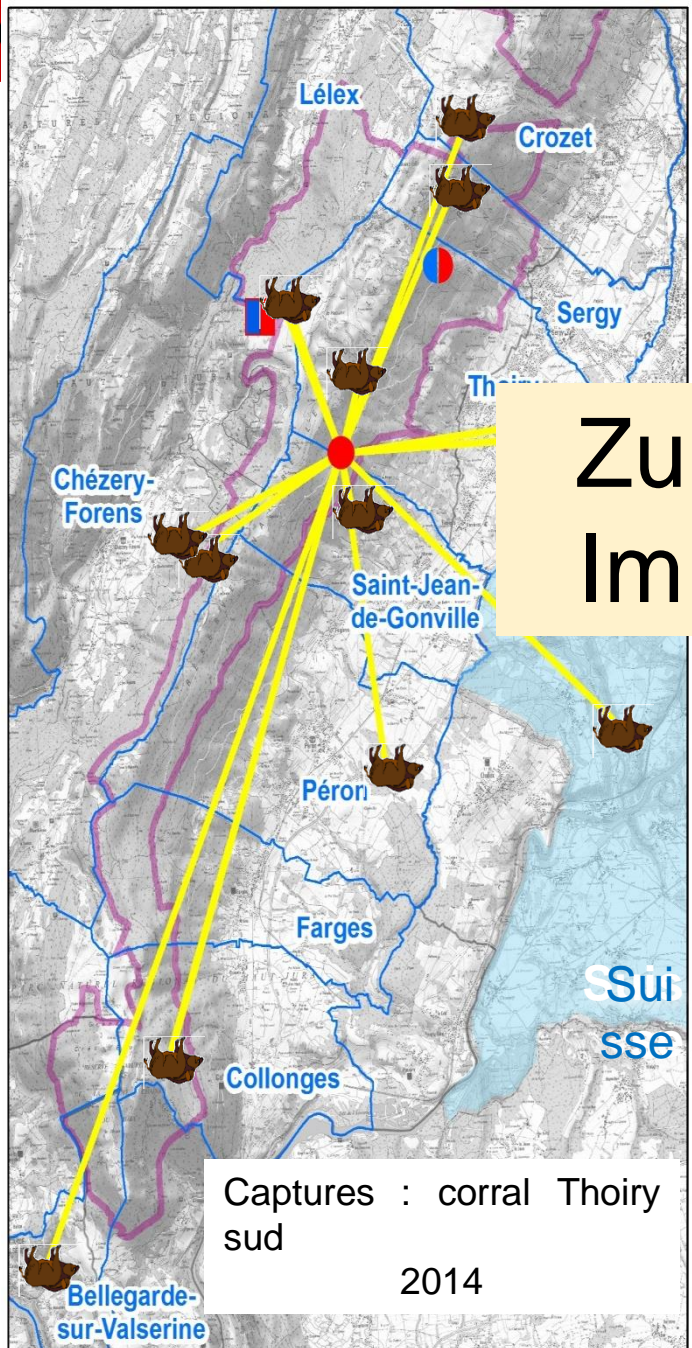 Lélex
Crozet
Sergy
Zu
Im
Chézery-
Forens
Saint-Jean-
de-Gonville
Péron
Farges
Sui
sse
Collonges
Captures : corral Thoiry
sud
2014
Bellegarde-
sur-Valserine